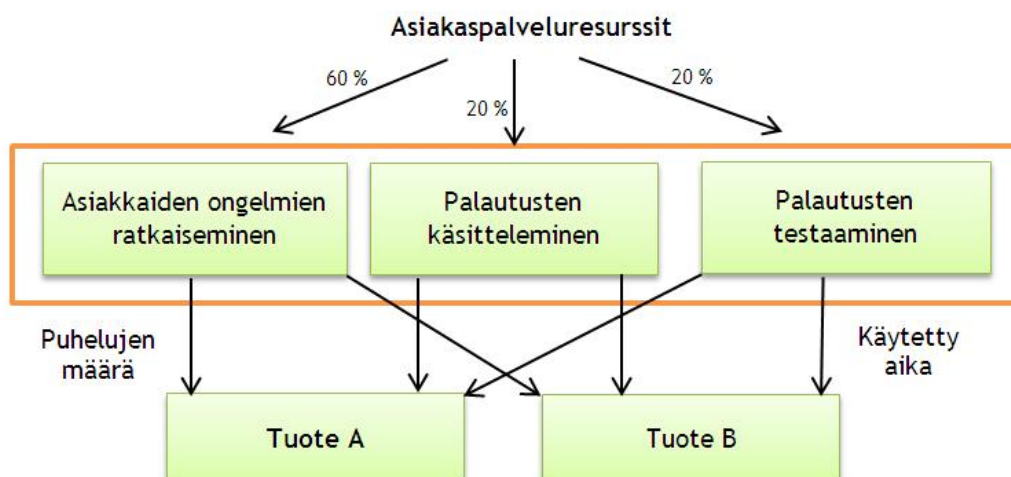 Asiakaspalveluresurssit
60 %
20 %
20 %
Asiakkaiden ongelmien
ratkaiseminen
Palautusten
käsitteleminen
Palautusten
testaaminen
Puhelujen
määrä
Käytetty
aika
Tuote A
Tuote B